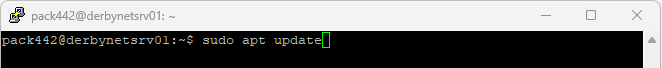 pack442@derbynetsrv01: ~
pack442@derbynetsrv01:~$ sudo apt update